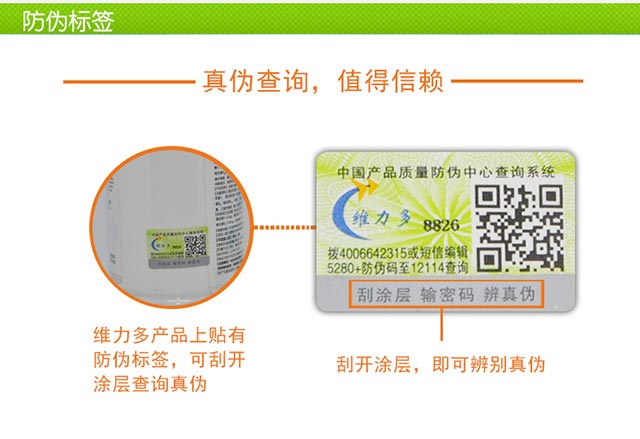 防伪标签
真伪查询，值得信赖
中国产品质量防伪中心查询系统
维力多 8826
拨4006642315或短信编辑
5280+防伪码至12114查询
刮涂层 输密码 辨真伪
维力多产品上贴有
防伪标签，可刮开
涂层查询真伪
刮开涂层，即可辨别真伪